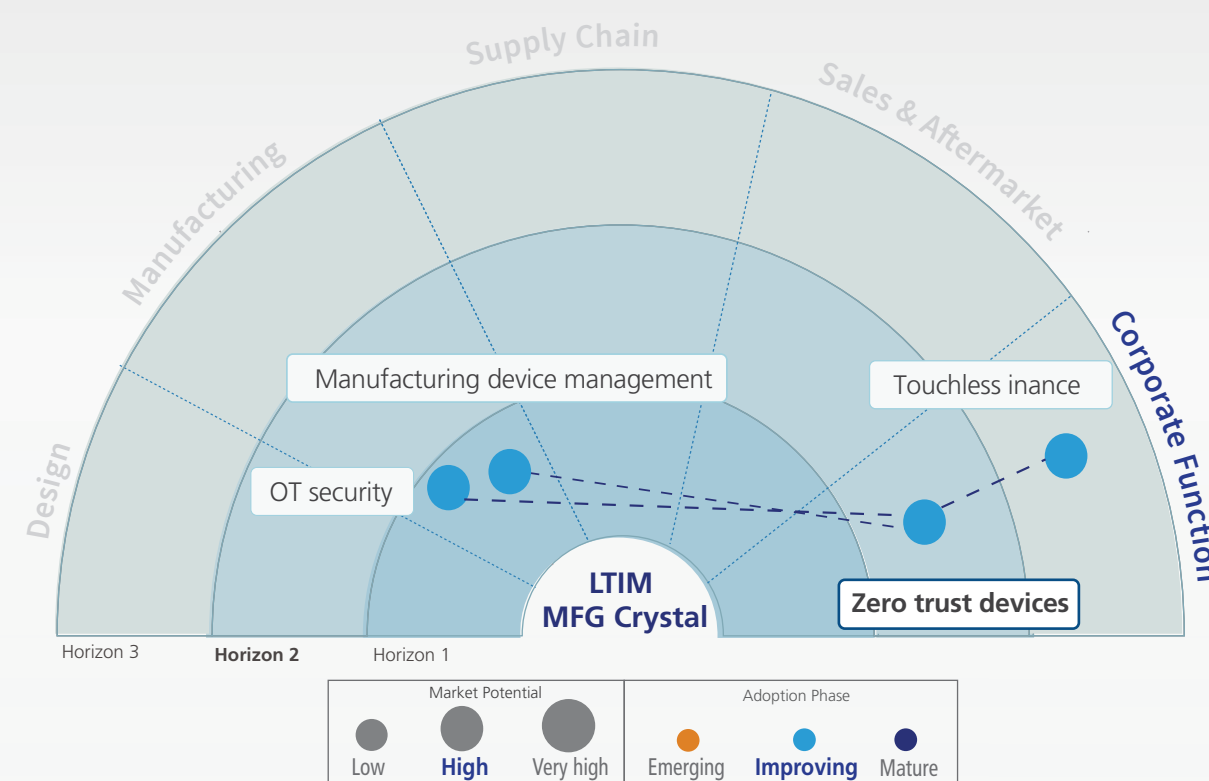 Supply Chain
Sales & Aftermarket
Manufacturing
Design
Corporate Function
Manufacturing device management
Touchless inance
OT security
Zero trust devices
LTIM
MFG Crystal
Horizon 3
Horizon 2
Horizon 1
Market Potential
Low
High
Very high
Adoption Phase
Emerging
Improving
Mature